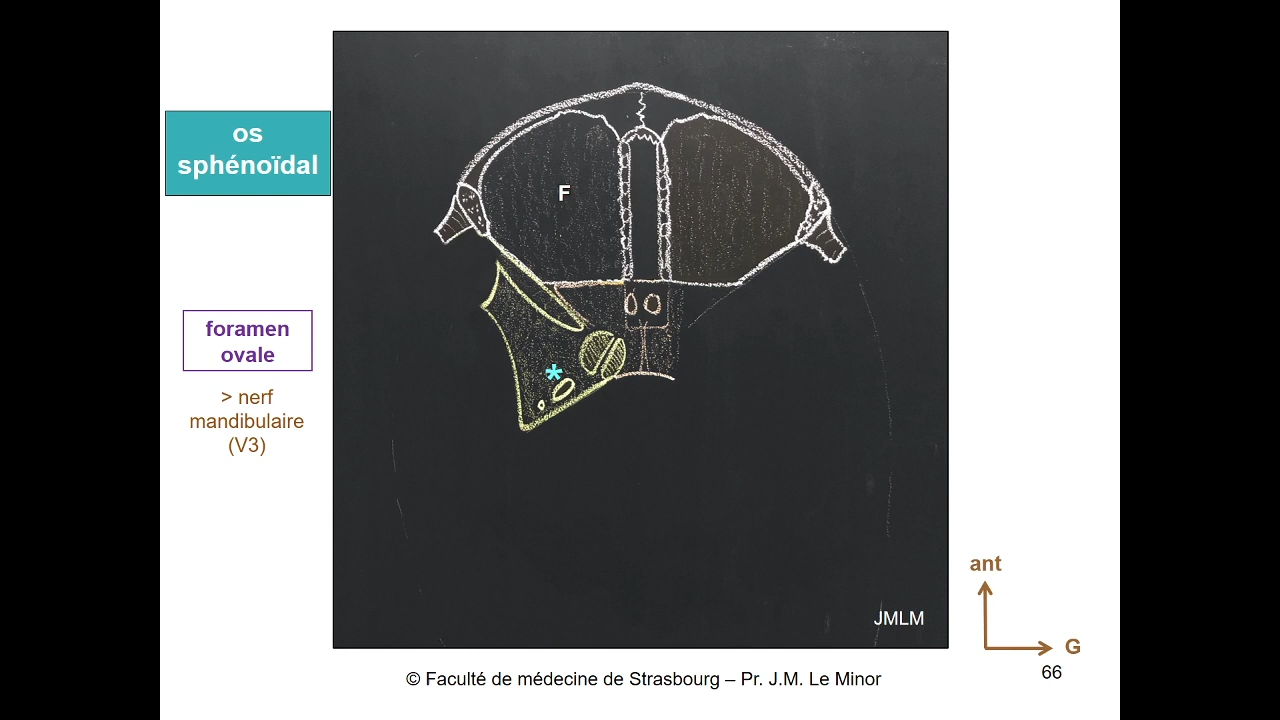 os
sphénoïdal
F
foramen
ovale
*
> nerf
mandibulaire
(V3)
ant
JMLM
G
66
© Faculté de médecine de Strasbourg – Pr. J.M. Le Minor